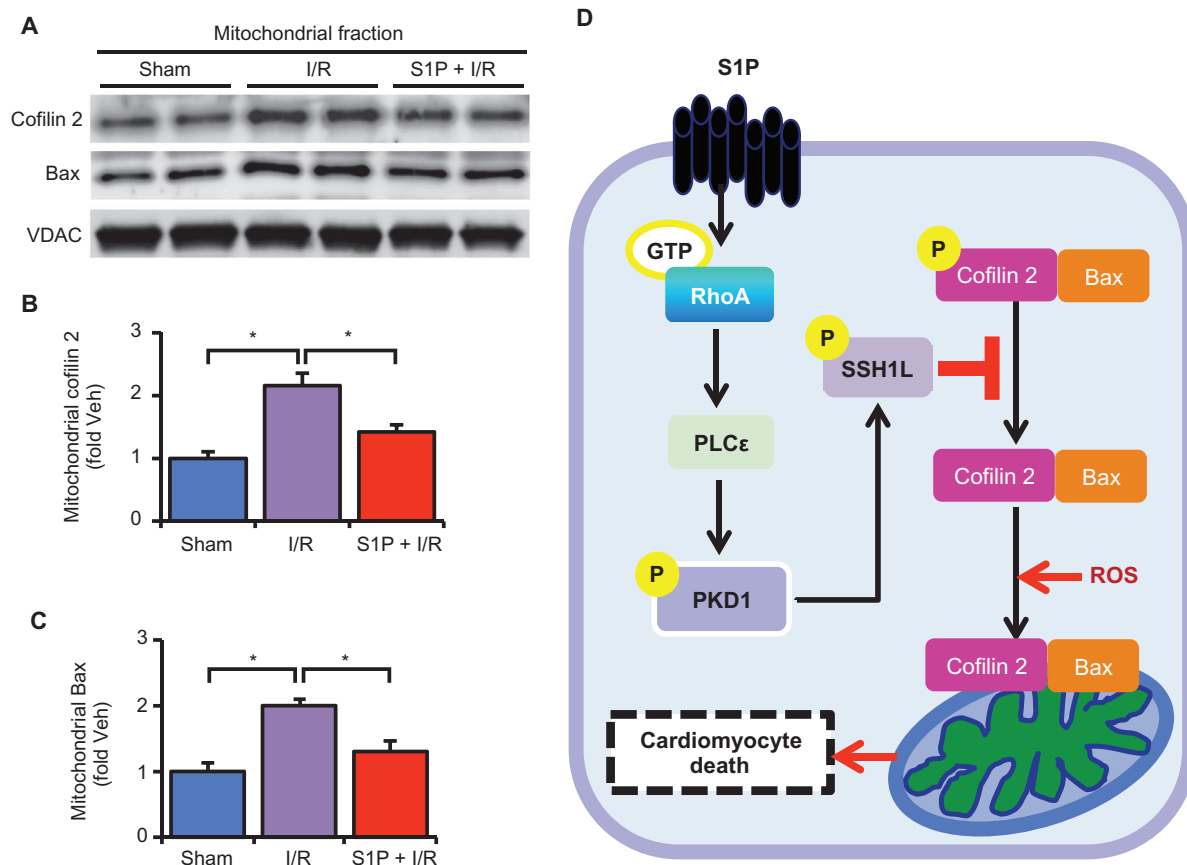 A
Mitochondrial fraction
Sham I/R S1P + I/R
Cofilin 2
Bax
VDAC
B
Mitochondrial cofilin 2
(fold Veh)
3
2
1
0
* *
Sham I/R S1P + I/R
C
Mitochondrial Bax
(fold Veh)
3
2
1
0
* *
Sham I/R S1P + I/R
D
S1P
GTP
RhoA
PLCε
P
PKD1
P
SSH1L
P
Cofilin 2 Bax
Cofilin 2 Bax
ROS
Cofilin 2 Bax
Cardiomyocyte
death